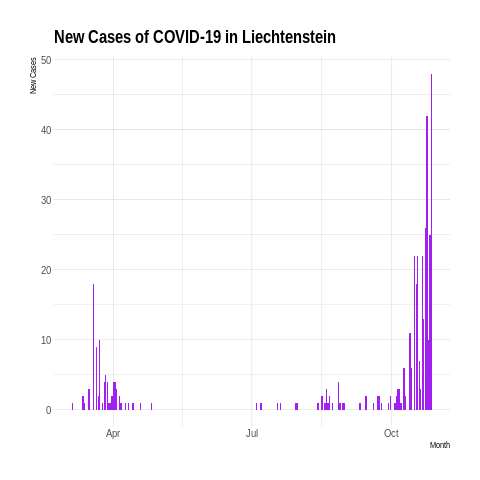 New Cases of COVID-19 in Liechtenstein
New Cases
50
40
30
20
10
0
Apr
Jul
Oct
Month